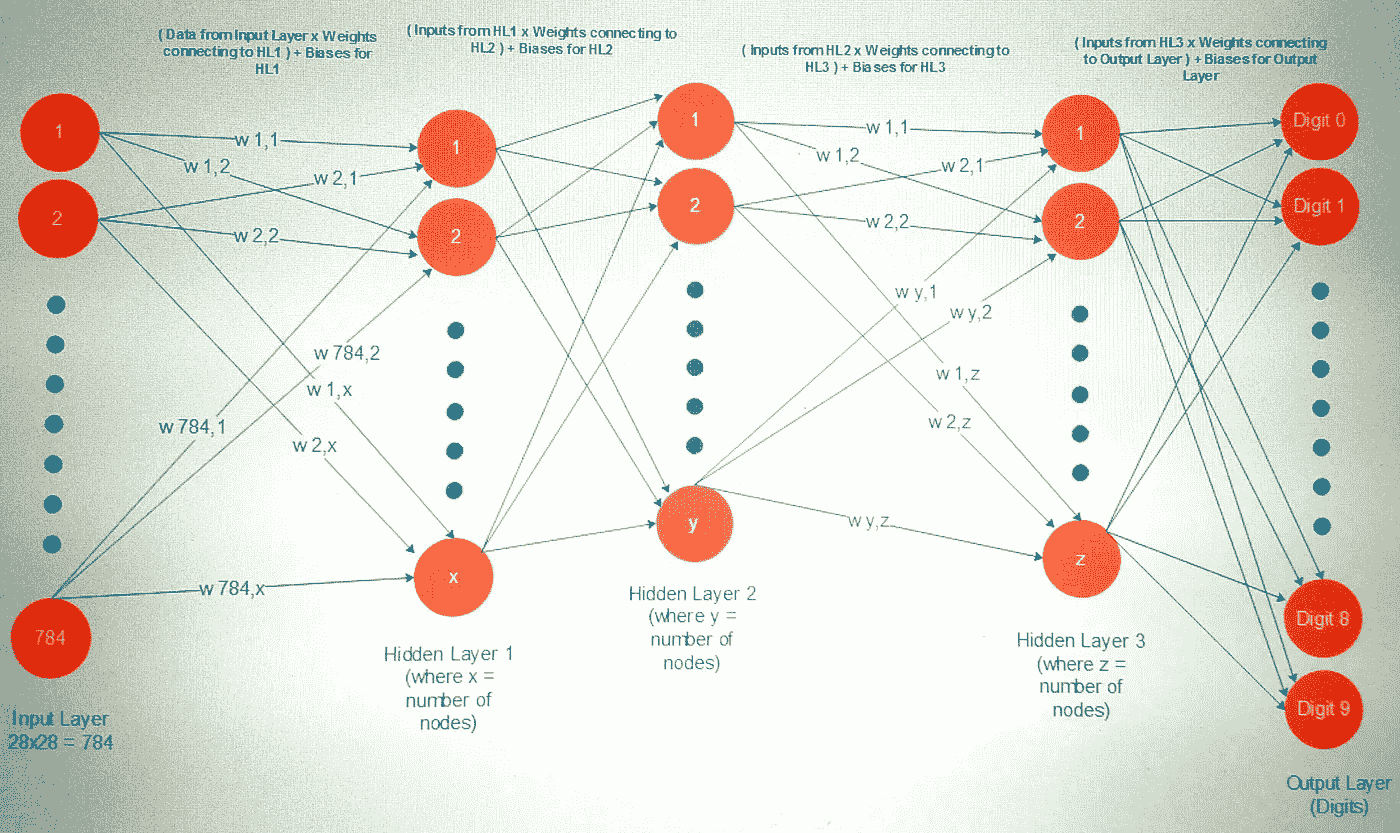 ( Data from Input Layer x Weights
connecting to HL1 ) + Biases for
HL1
( Inputs from HL1 x Weights connecting to
HL2 ) + Biases for HL2
( Inputs from HL2 x Weights connecting to
HL3 ) + Biases for HL3
( Inputs from HL3 x Weights connecting
to Output Layer ) + Biases for Output
Layer
1
2
784
Input Layer
28x28 = 784
w 1,1
w 1,2
w 2,1
w 2,2
w 784,2
w 1,x
w 784,1
w 2,x
w 784,x
1
2
x
Hidden Layer 1
(where x =
number of
nodes)
1
2
y
Hidden Layer 2
(where y =
number of
nodes)
w 1,1
w 1,2
w 2,1
w 2,2
w y,1
w y,2
w 1,z
w 2,z
w y,z
1
2
z
Hidden Layer 3
(where z =
number of
nodes)
Digit 0
Digit 1
Digit 8
Digit 9
Output Layer
(Digits)